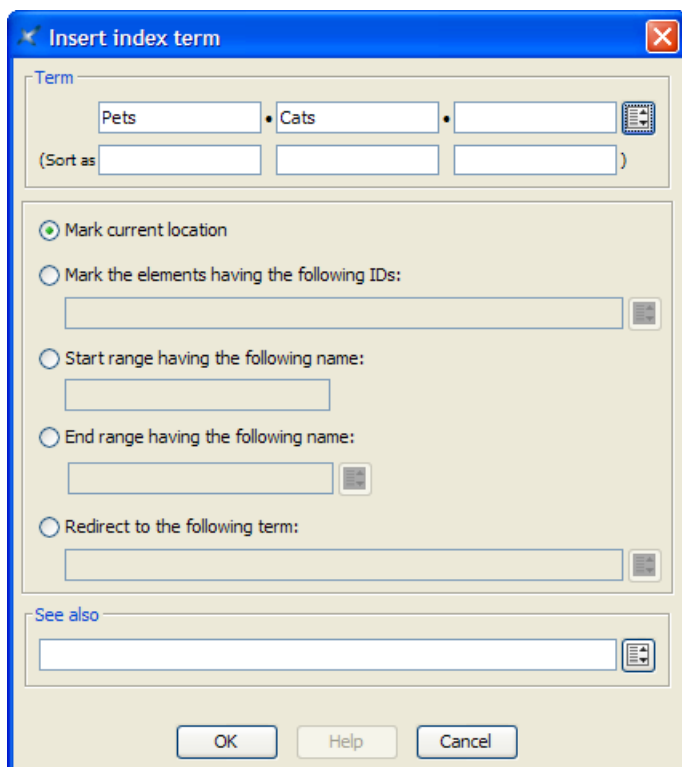 Insert index term
Term
Pets • Cats •
(Sort as )
Mark current location
Mark the elements having the following IDs:
Start range having the following name:
End range having the following name:
Redirect to the following term:
See also
OK Help Cancel